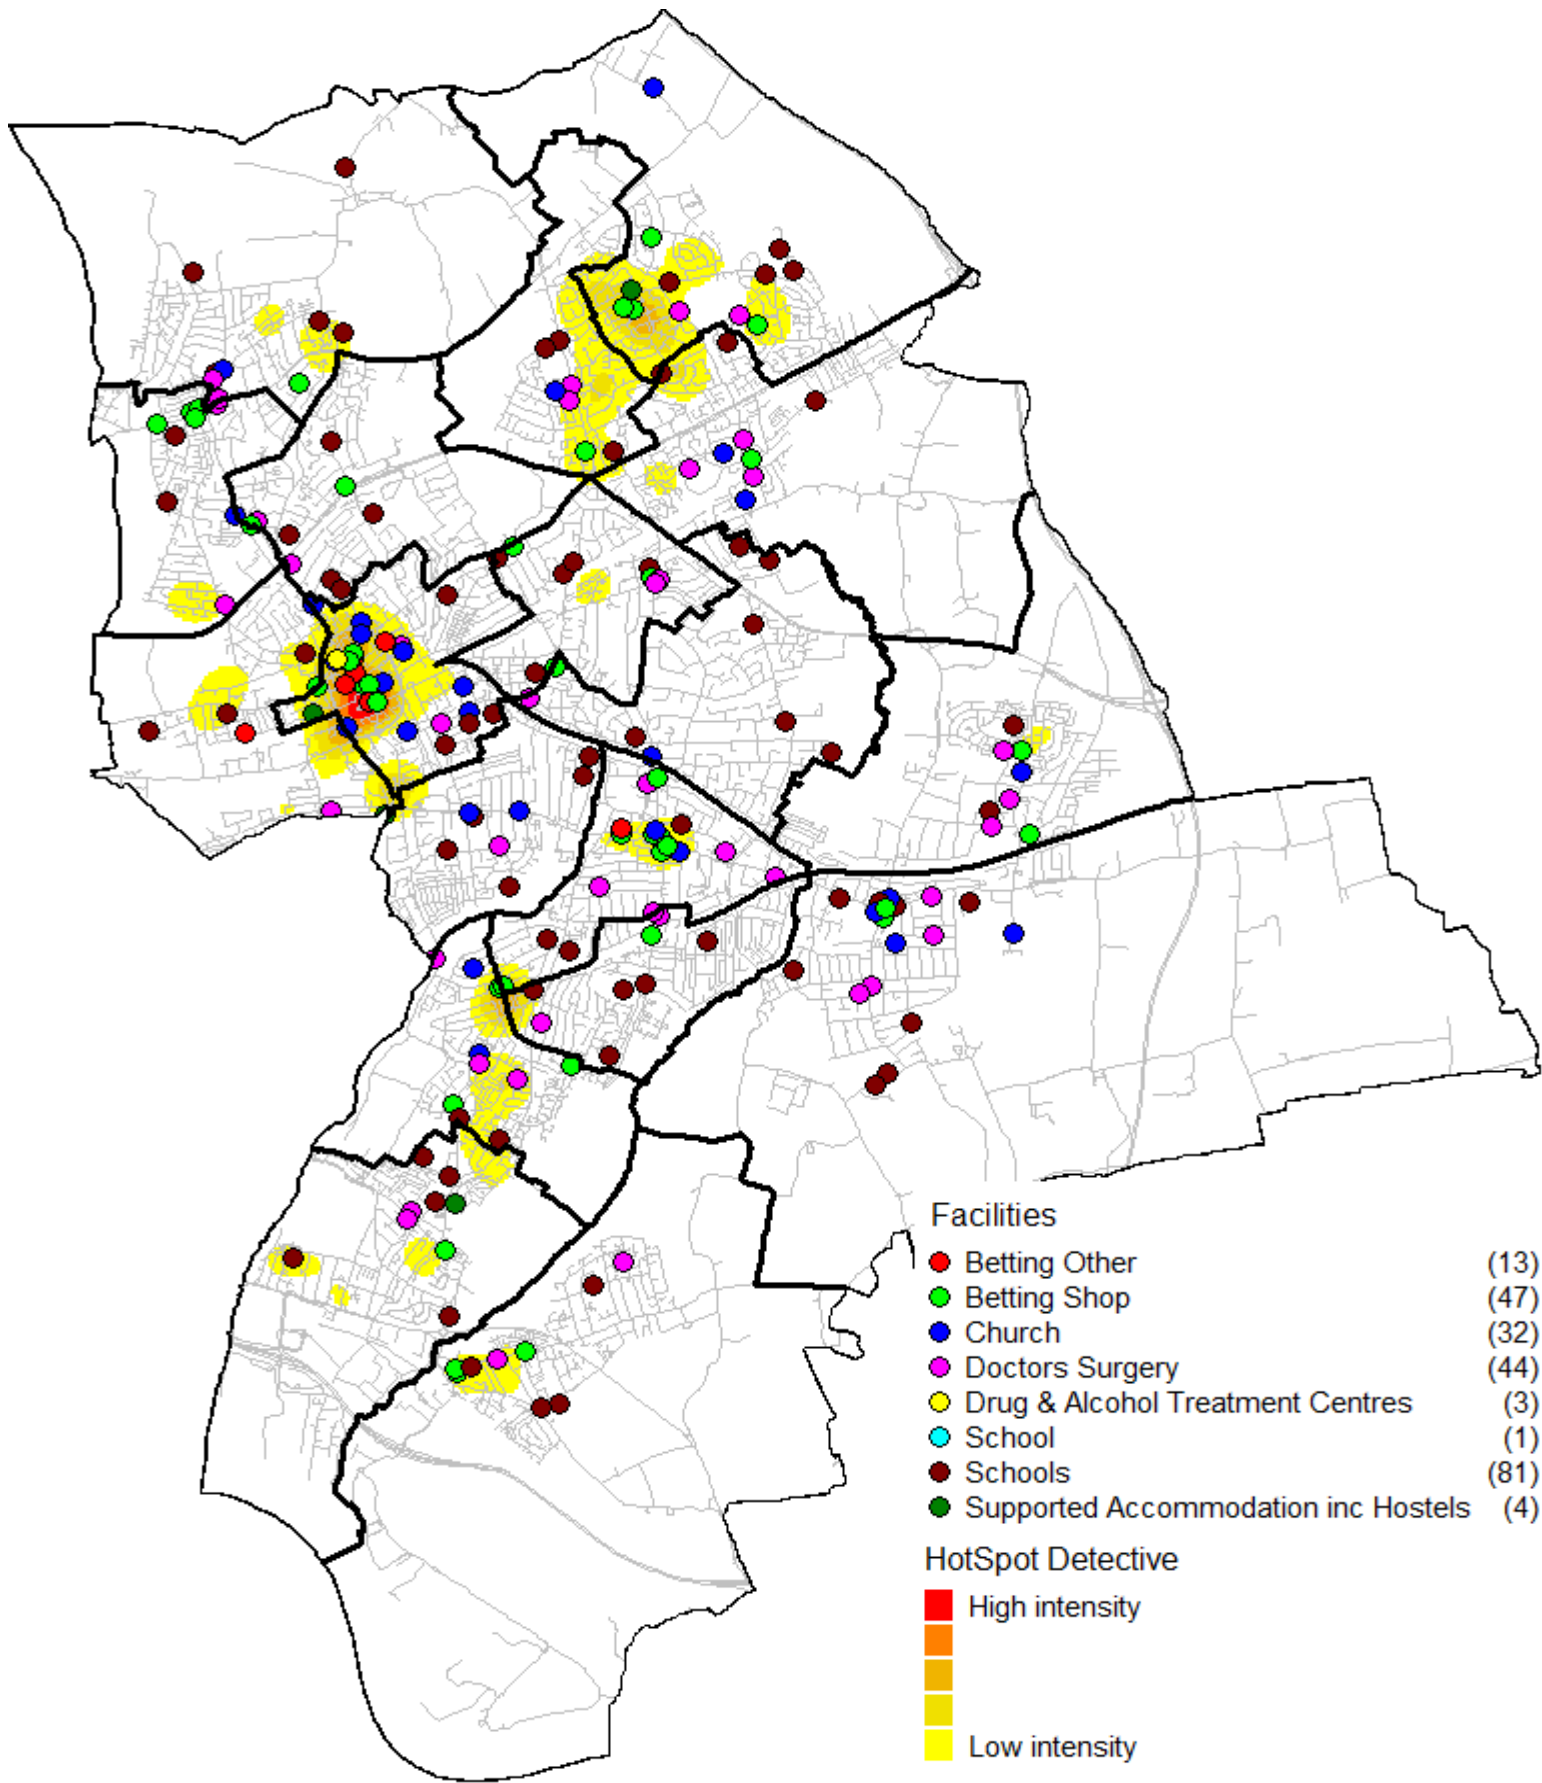 Facilities
Betting Other (13)
Betting Shop (47)
Church (32)
Doctors Surgery (44)
Drug & Alcohol Treatment Centres (3)
School (1)
Schools (81)
Supported Accommodation inc Hostels (4)
HotSpot Detective
High intensity
Low intensity